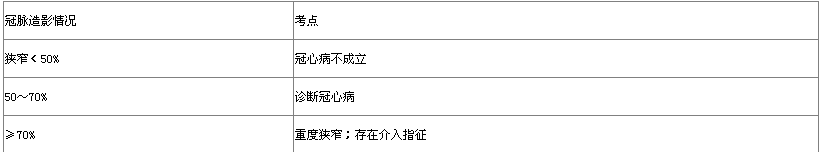 冠脉造影情况 考点
狭窄<50% 冠心病不成立
50～70% 诊断冠心病
≥70% 重度狭窄；存在介入指征